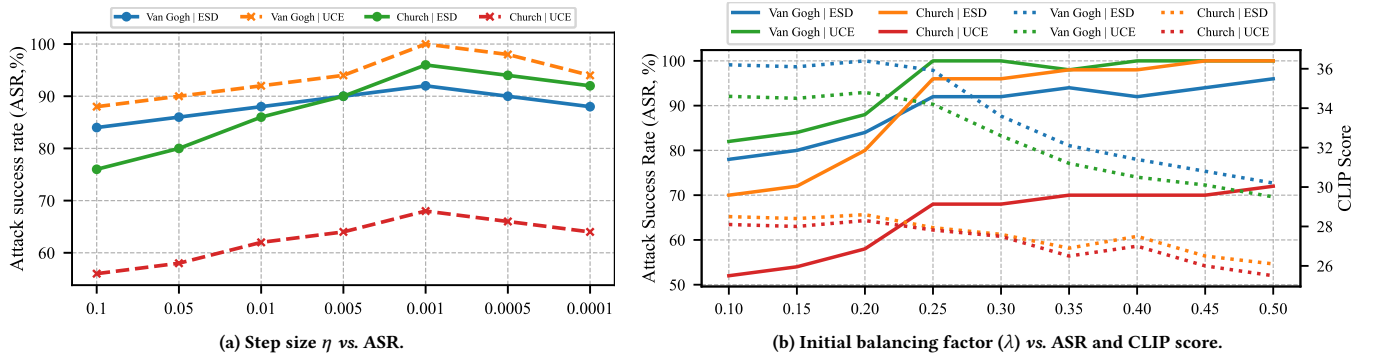 Van Gogh | ESD Van Gogh | UCE Church | ESD Church | UCE
100
90
80
70
60
Attack success rate (ASR,%)
0.1 0.05 0.01 0.005 0.001 0.0005 0.0001
(a) Step size η vs. ASR.
Van Gogh | ESD Church | ESD Van Gogh | ESD Church | ESD
Van Gogh | UCE Church | UCE Van Gogh | UCE Church | UCE
100
90
80
70
60
50
Attack Success Rate (ASR, %)
36
34
32
30
28
26
CLIP Score
0.10 0.15 0.20 0.25 0.30 0.35 0.40 0.45 0.50
(b) Initial balancing factor (λ) vs. ASR and CLIP score.